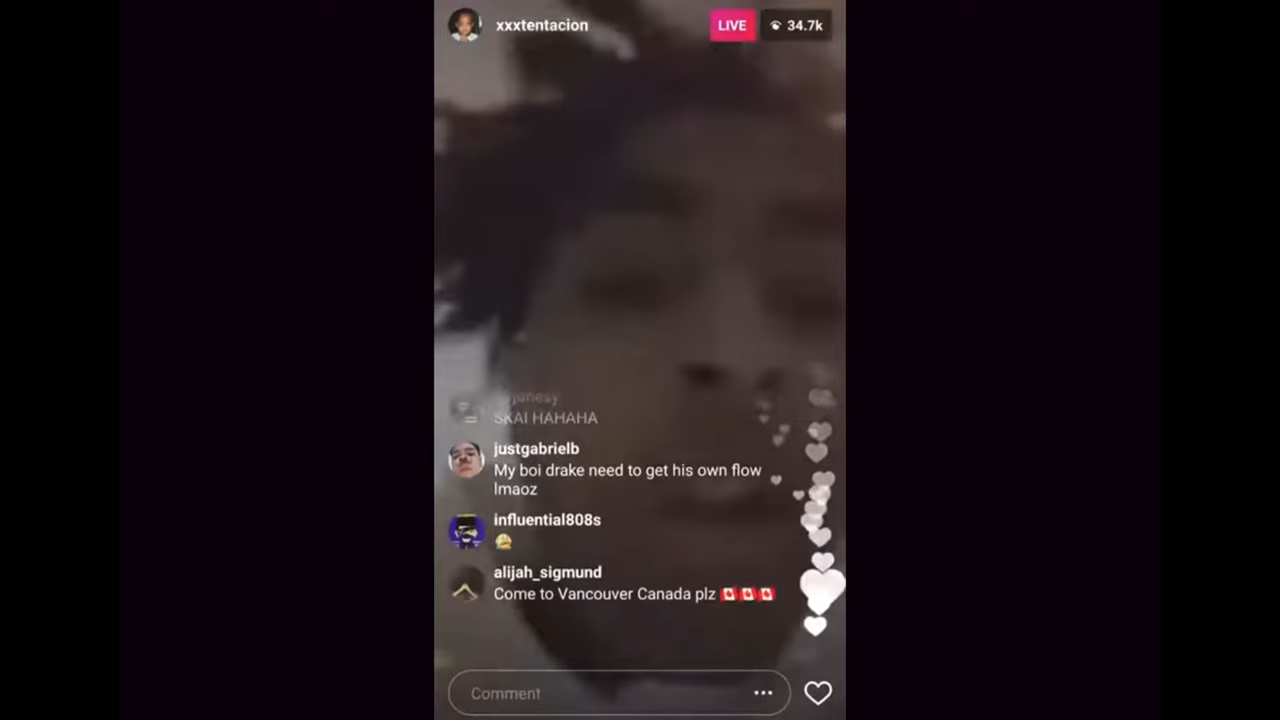 xxxtentacion
LIVE
34.7k
SKAI HAHAHA
justgabrielb
My boi drake need to get his own flow
lmaoz
influential808s
alijah_sigmund
Come to Vancouver Canada plz 🇨🇦🇨🇦🇨🇦
Comment